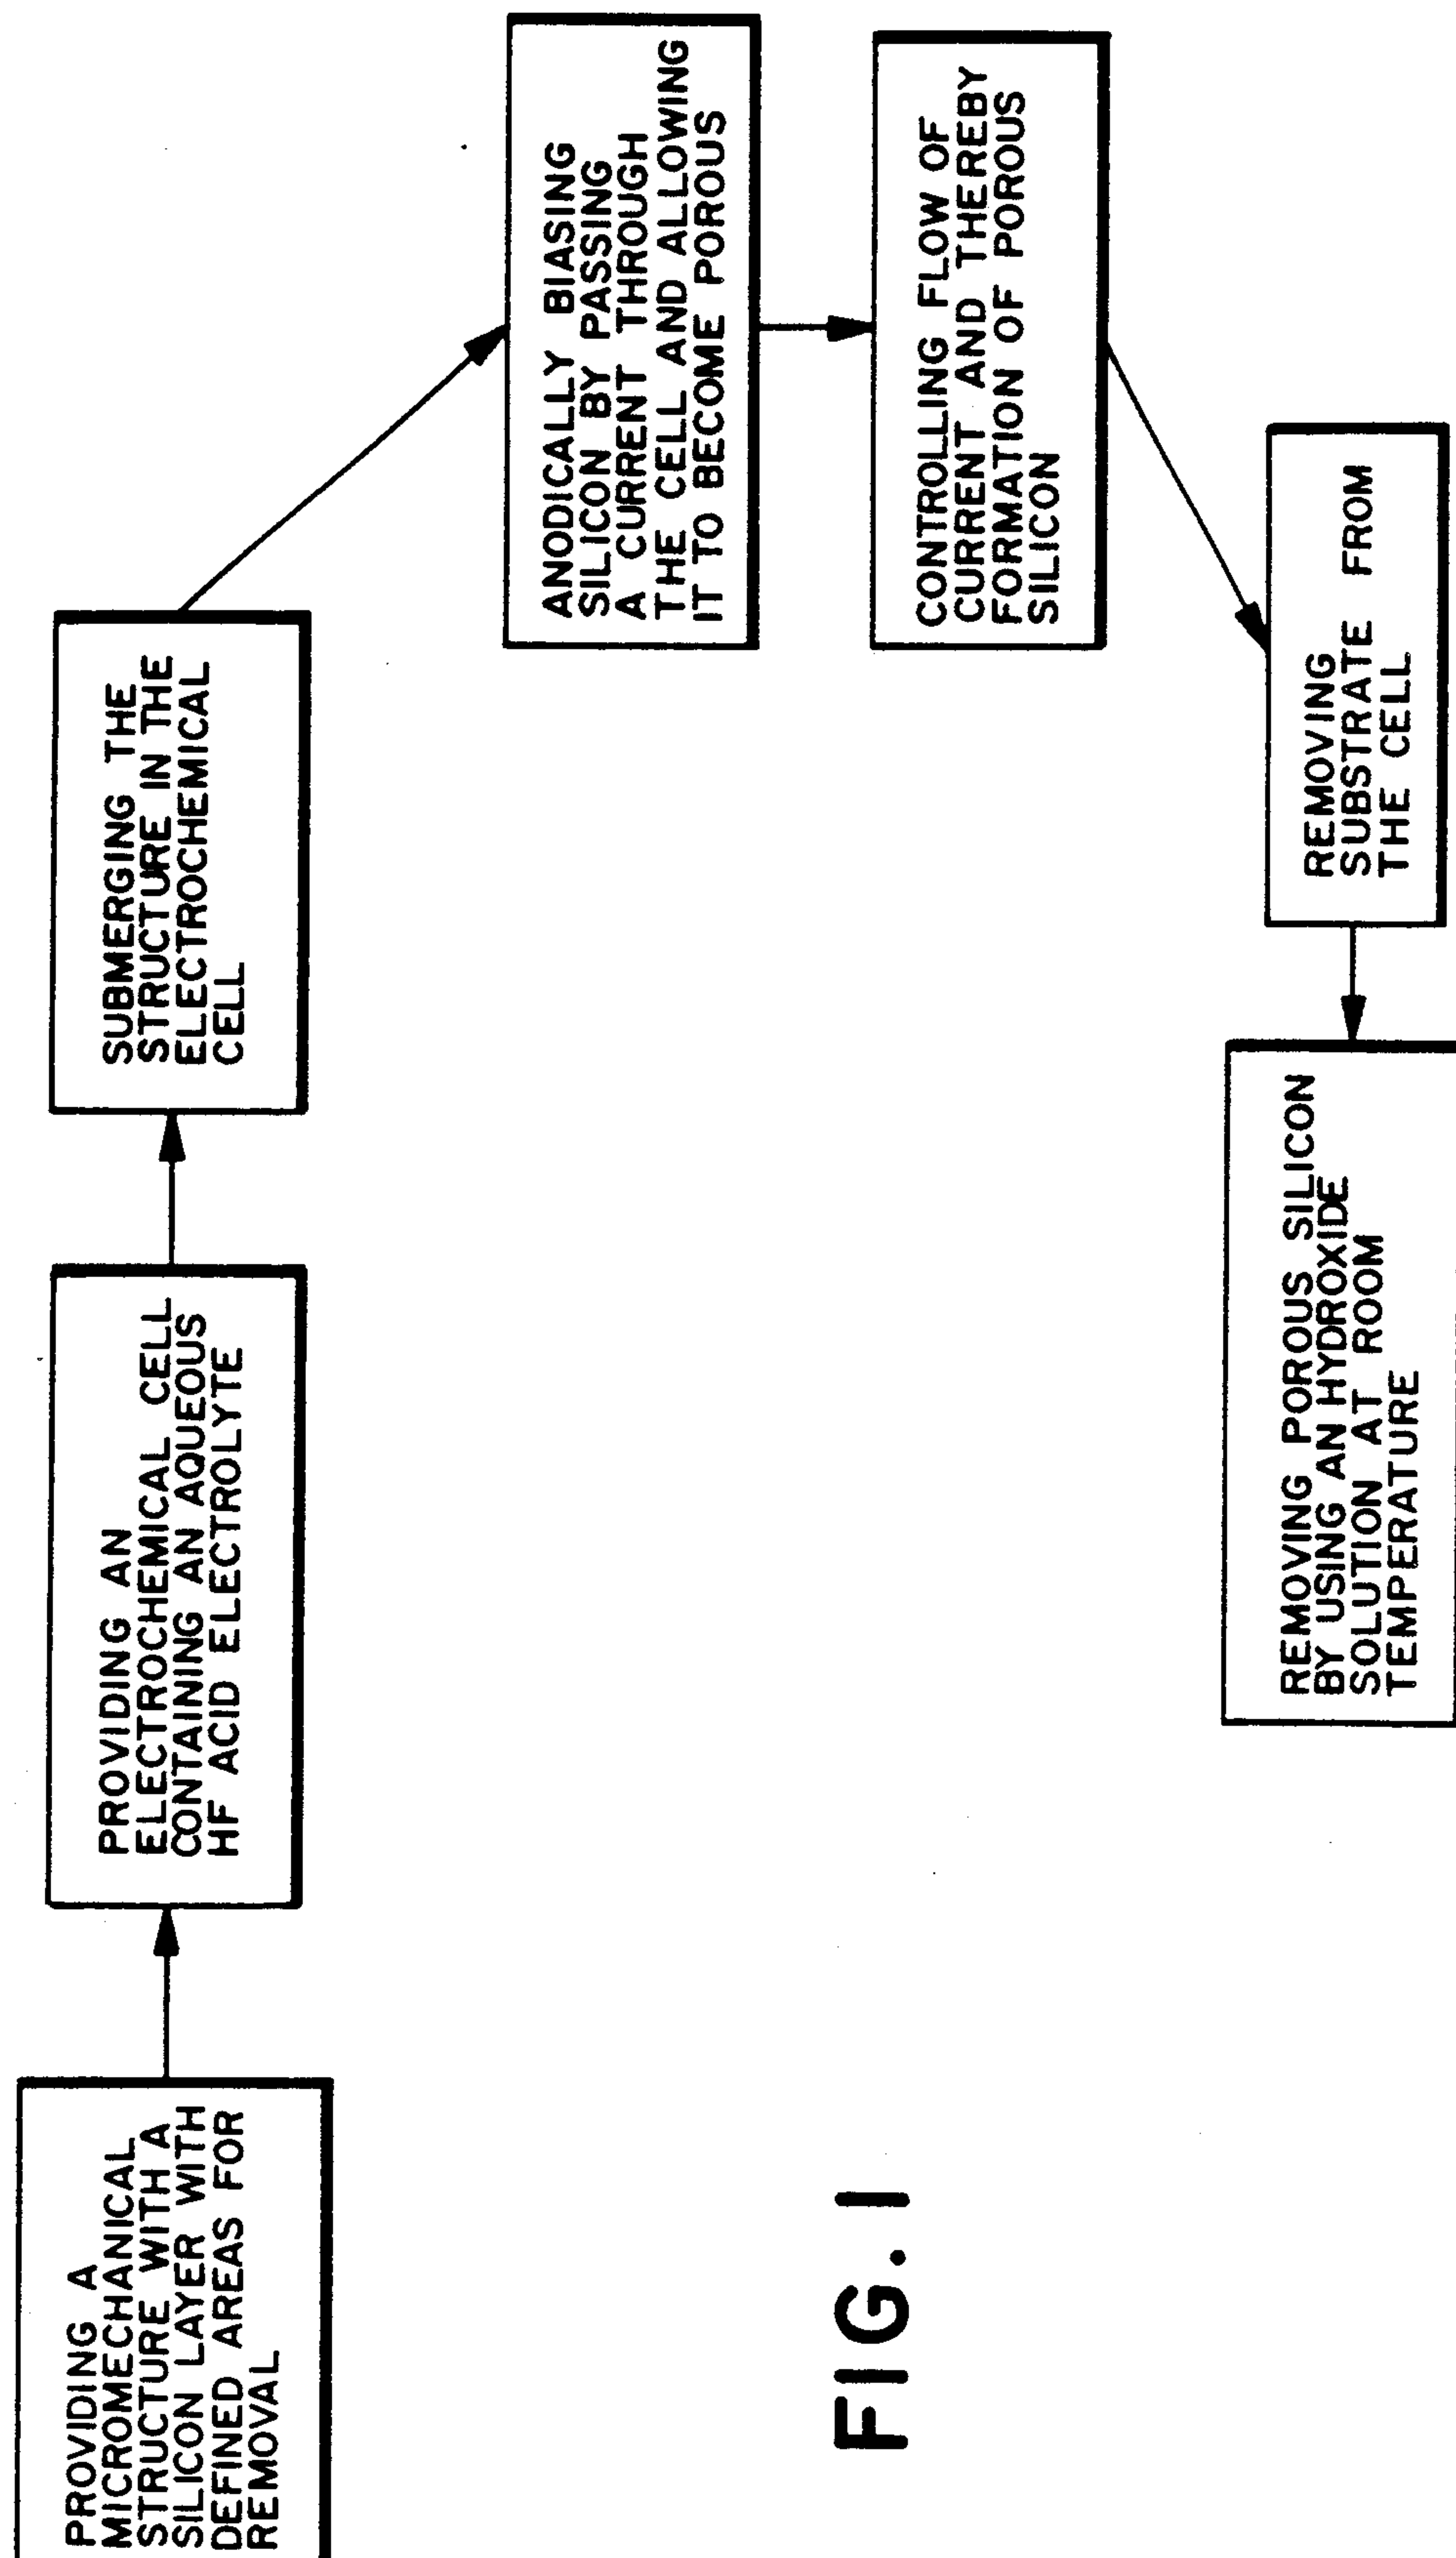 PROVIDING A
MICROMECHANICAL
STRUCTURE WITH A
SILICON LAYER WITH
DEFINED AREAS FOR
REMOVAL
PROVIDING AN
ELECTROCHEMICAL CELL
CONTAINING AN AQUEOUS
HF ACID ELECTROLYTE
SUBMERGING THE
STRUCTURE IN THE
ELECTROCHEMICAL
CELL
ANODICALLY BIASING
SILICON BY PASSING
A CURRENT THROUGH
THE CELL AND ALLOWING
IT TO BECOME POROUS
CONTROLLING FLOW OF
CURRENT AND THEREBY
FORMATION OF POROUS
SILICON
REMOVING
SUBSTRATE FROM
THE CELL
REMOVING POROUS SILICON
BY USING AN HYDROXIDE
SOLUTION AT ROOM
TEMPERATURE
FIG. 1